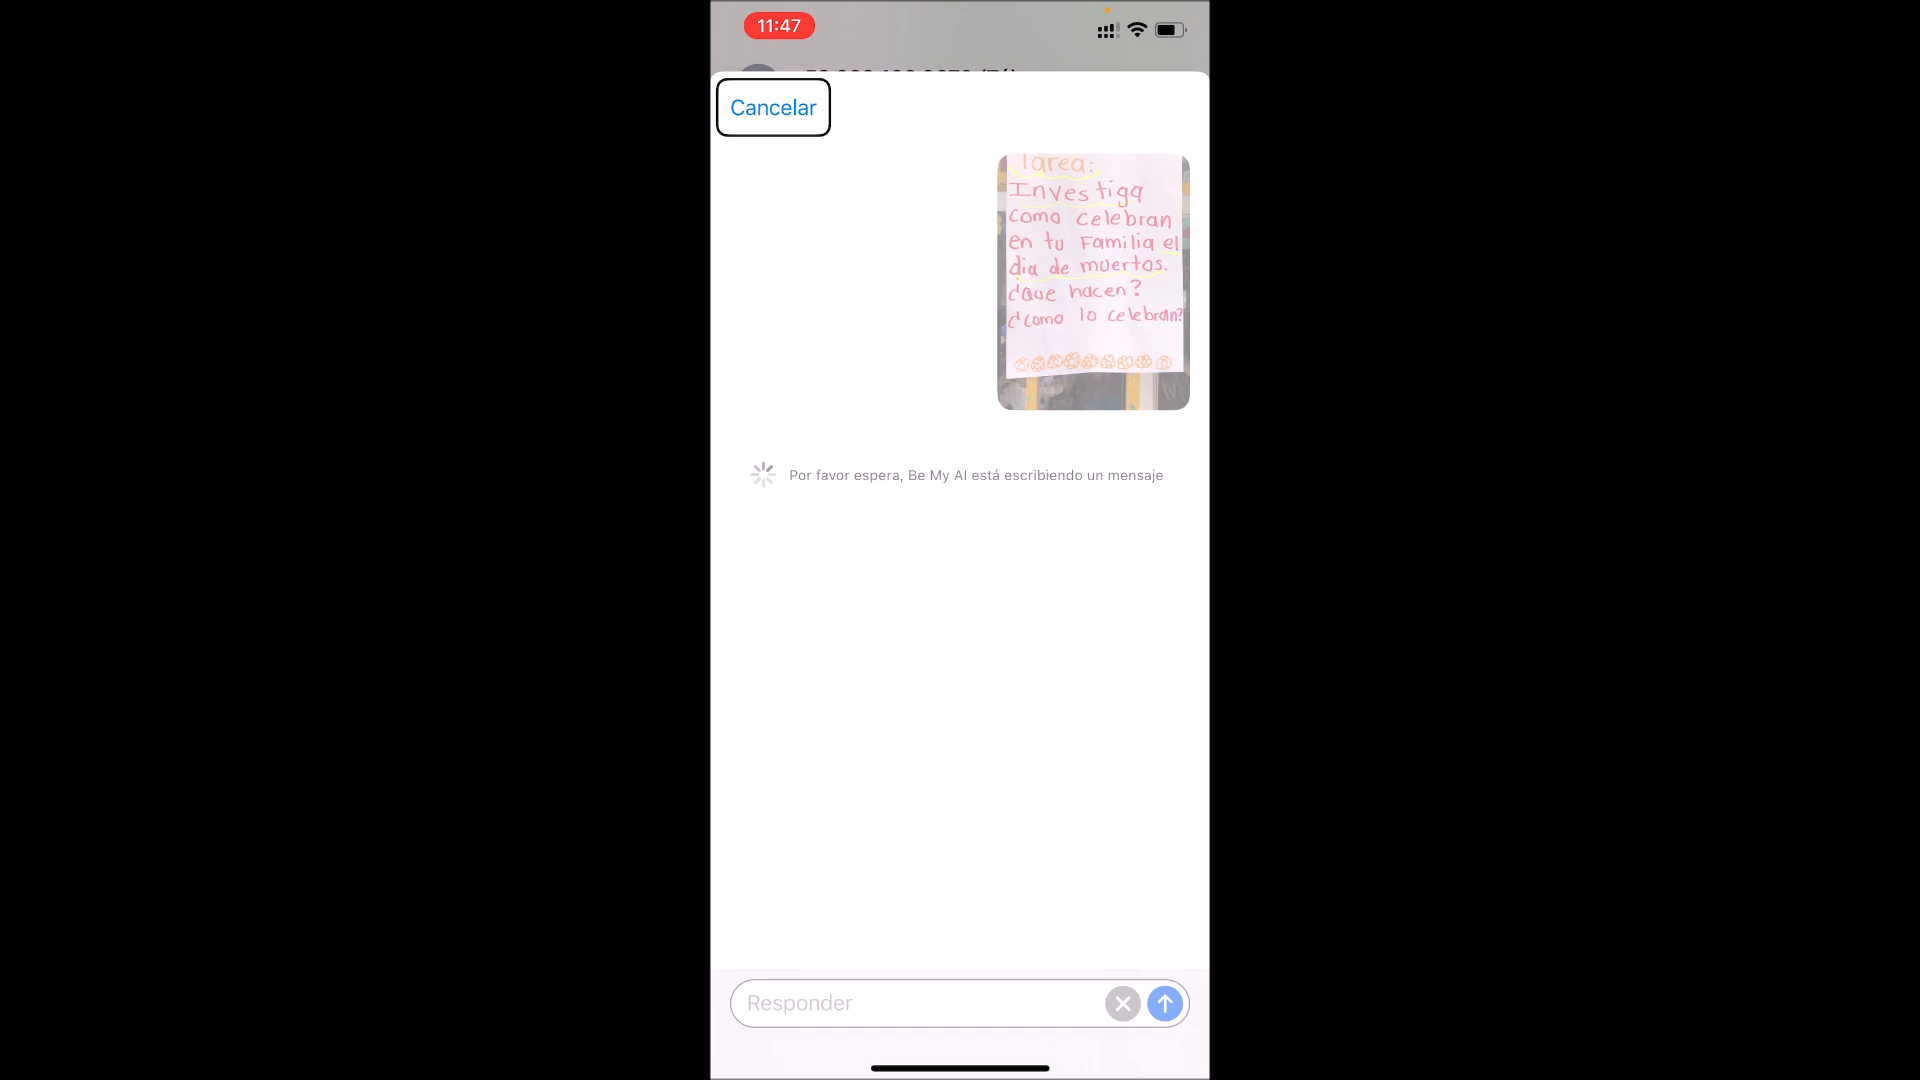 11:47
Cancelar
Tarea:
Investiga
como celebran
en tu Familia el
dia de muertos.
¿Que hacen?
¿Como lo celebran?
Por favor espera, Be My AI está escribiendo un mensaje
Responder